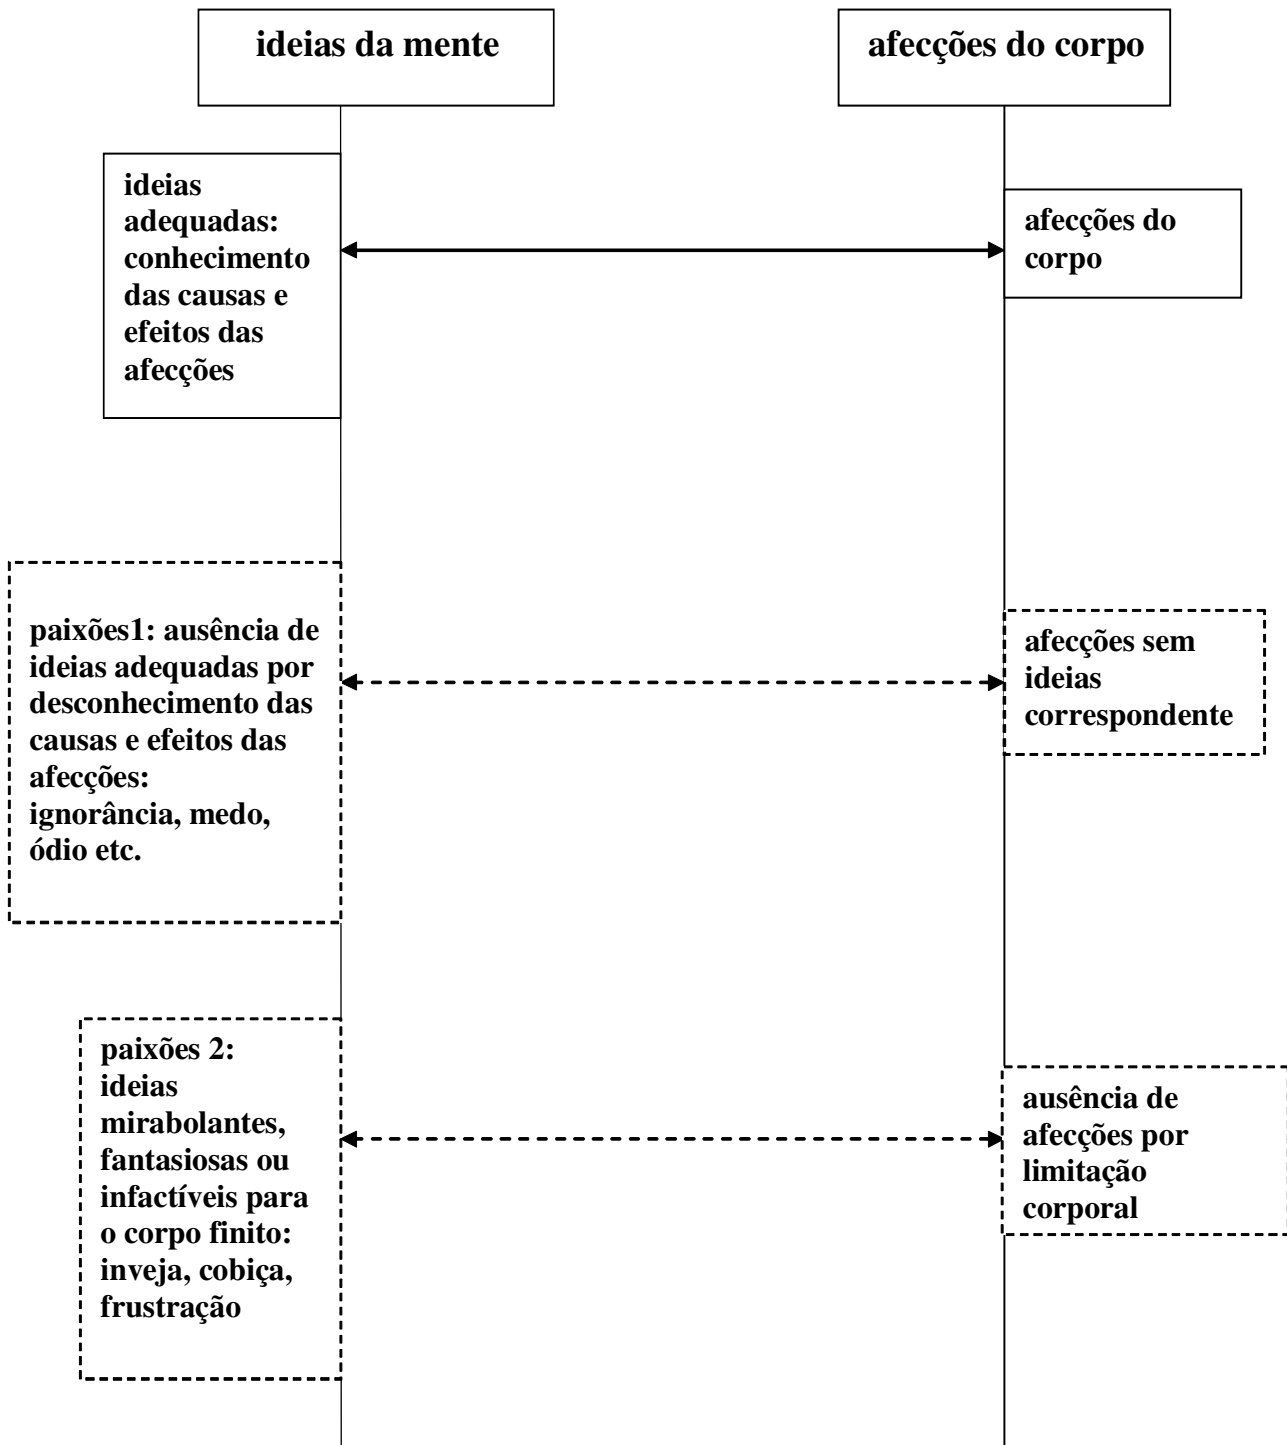 ideias da mente
afecções do corpo
ideias
adequadas:
conhecimento
das causas e
efeitos das
afecções
afecções do
corpo
paixões1: ausência de
ideias adequadas por
desconhecimento das
causas e efeitos das
afecções:
ignorância, medo,
ódio etc.
afecções sem
ideias
correspondente
paixões 2:
ideias
mirabolantes,
fantasiosas ou
infactíveis para
o corpo finito:
inveja, cobiça,
frustração
ausência de
afecções por
limitação
corporal